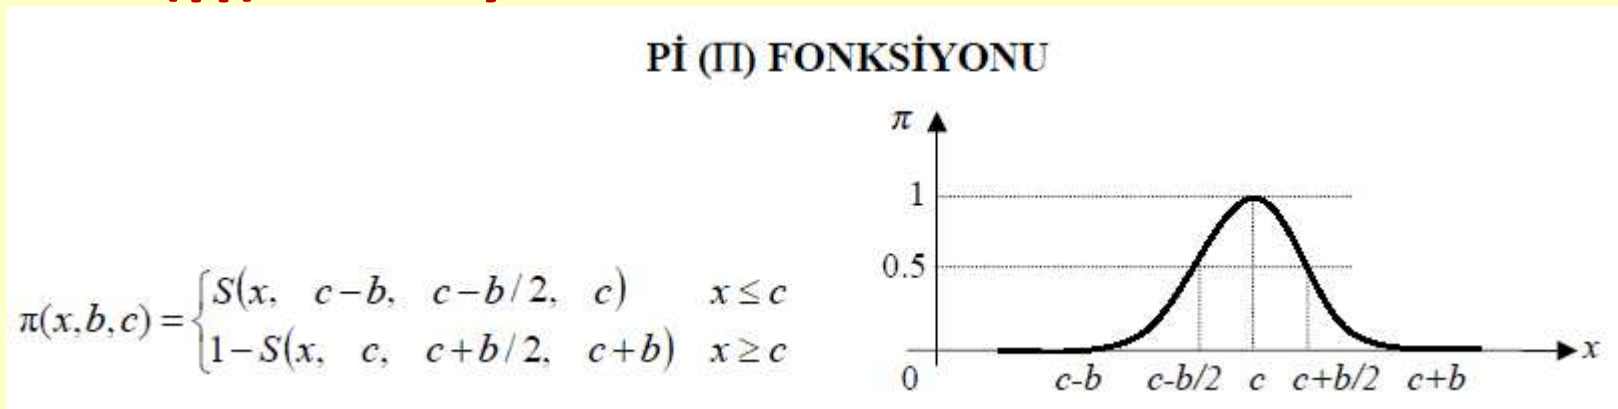 Pİ (Π) FONKSİYONU
π
1
0.5
π(x,b,c) = { S(x, c−b, c−b/2, c) x ≤ c
1−S(x, c, c+b/2, c+b) x ≥ c
x
0 c-b c-b/2 c c+b/2 c+b